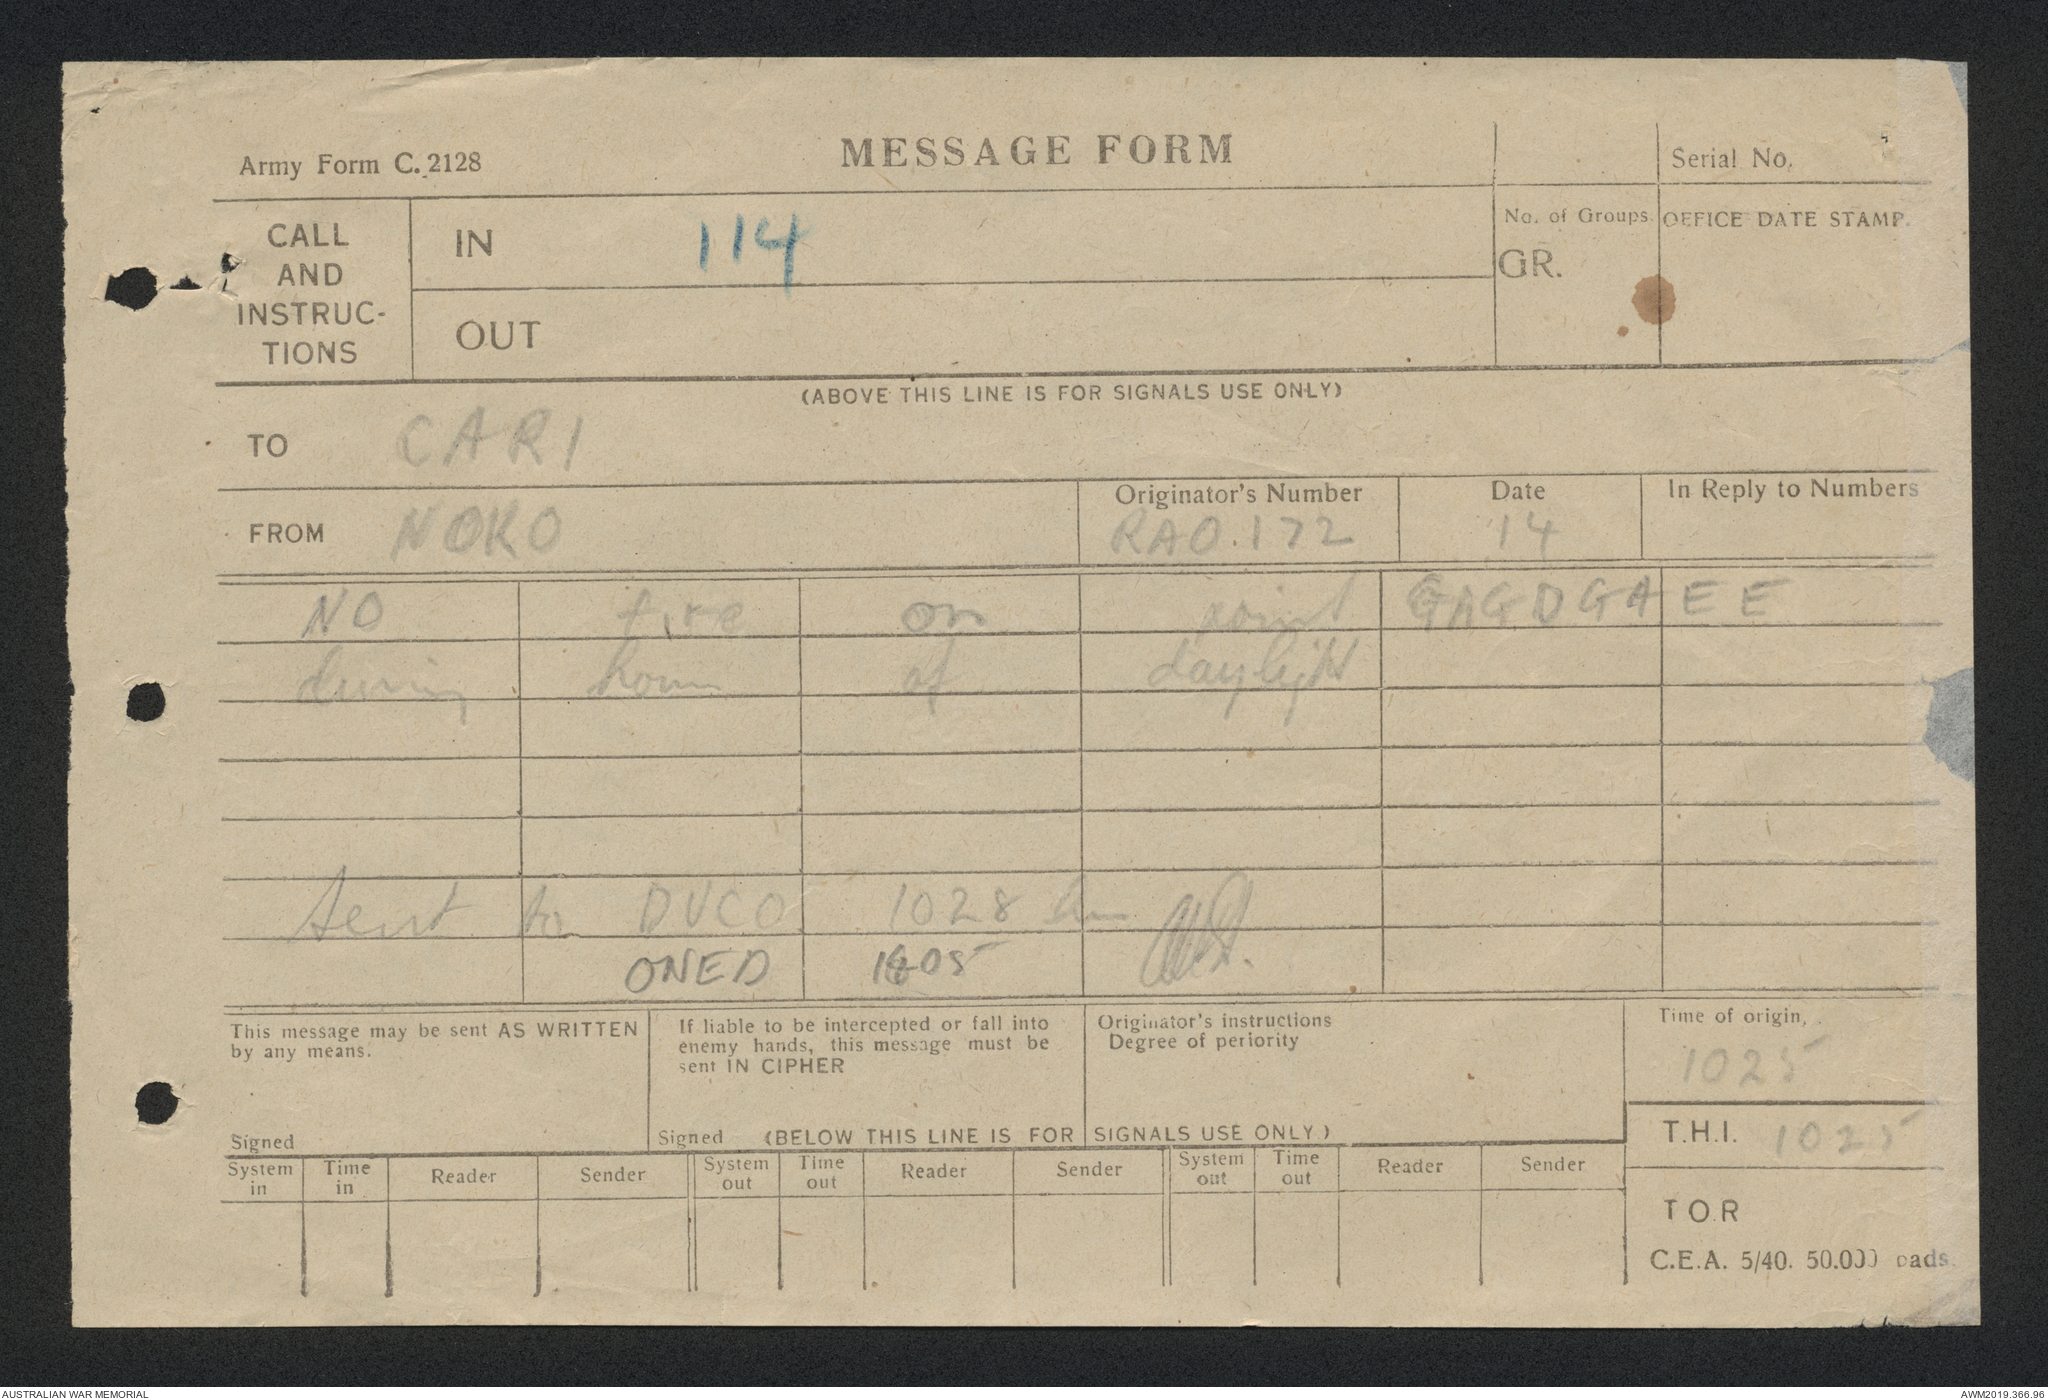 Army Form C. 2128
MESSAGE FORM
Serial No.
CALL
AND
INSTRUC-
TIONS
IN 114
OUT
No. of Groups
GR.
OFFICE DATE STAMP.
(ABOVE THIS LINE IS FOR SIGNALS USE ONLY)
TO CARI
FROM NOKO
Originator's Number
RAO.172
Date
14
In Reply to Numbers
NO fire on point GAGDGA EE
during hours of daylight
Sent to DUCO 1028 hrs
ONED 1605
This message may be sent AS WRITTEN
by any means.
Signed
If liable to be intercepted or fall into
enemy hands, this message must be
sent IN CIPHER
Signed (BELOW THIS LINE IS FOR SIGNALS USE ONLY)
Originator's instructions
Degree of periority
Time of origin,
1025
T.H.I. 1025
T O.R
System in Time in Reader Sender System out Time out Reader Sender System out Time out Reader Sender
C.E.A. 5/40. 50.000 pads.
AUSTRALIAN WAR MEMORIAL
AWM2019.366.96